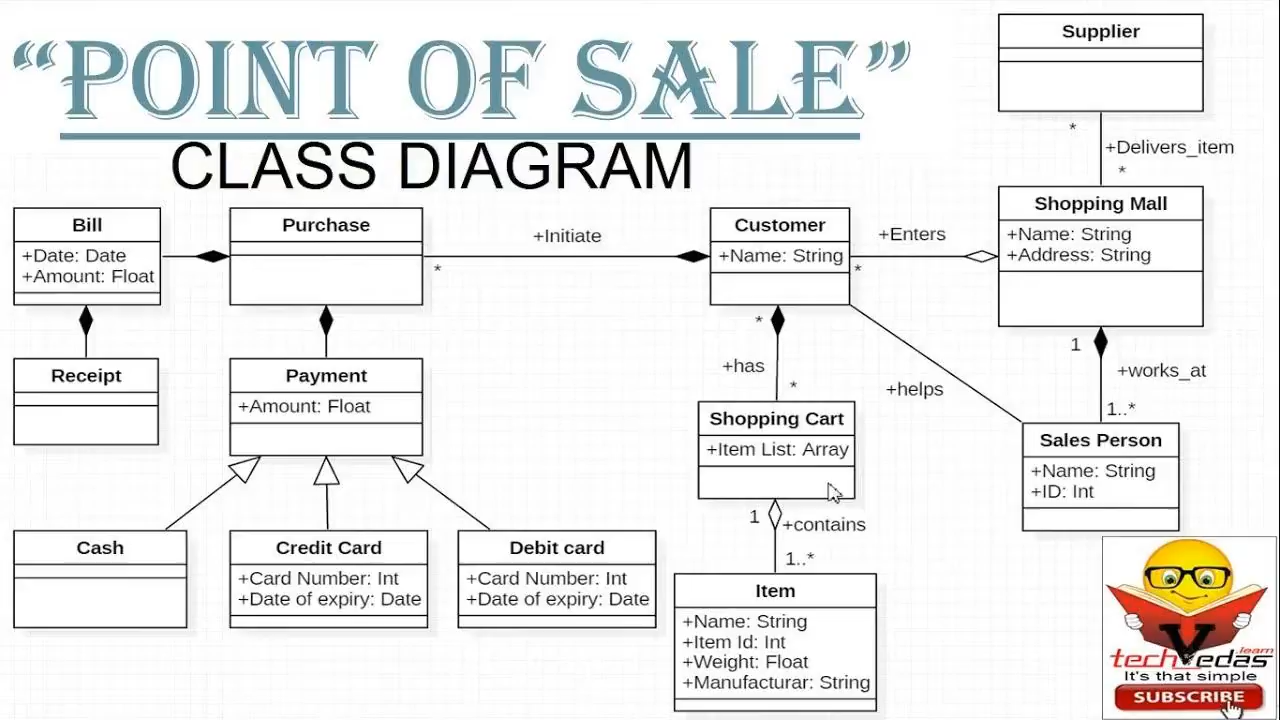 “POINT OF SALE”
CLASS DIAGRAM
Supplier
*
+Delivers_item
*
Shopping Mall
+Name: String
+Address: String
Bill
+Date: Date
+Amount: Float
Purchase
+Initiate
*
Customer
+Name: String
+Enters
*
Receipt
Payment
+Amount: Float
*
+has
*
+helps
1
+works_at
1..*
Shopping Cart
+Item List: Array
Sales Person
+Name: String
+ID: Int
1
+contains
1..*
Cash
Credit Card
+Card Number: Int
+Date of expiry: Date
Debit card
+Card Number: Int
+Date of expiry: Date
Item
+Name: String
+Item Id: Int
+Weight: Float
+Manufacturar: String
learn
tech Vedas
It's that simple
SUBSCRIBE